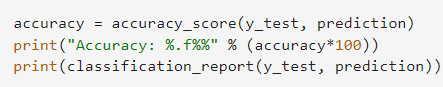 accuracy = accuracy_score(y_test, prediction)
print("Accuracy: %.f%%" % (accuracy*100))
print(classification_report(y_test, prediction))